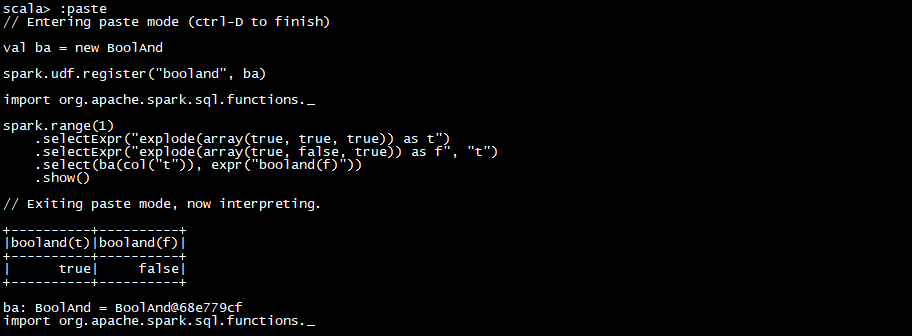 scala> :paste
// Entering paste mode (ctrl-D to finish)
val ba = new BoolAnd
spark.udf.register("booland", ba)
import org.apache.spark.sql.functions._
spark.range(1)
    .selectExpr("explode(array(true, true, true)) as t")
    .selectExpr("explode(array(true, false, true)) as f", "t")
    .select(ba(col("t")), expr("booland(f)"))
    .show()
// Exiting paste mode, now interpreting.
+----------+----------+
|booland(t)|booland(f)|
+----------+----------+
|      true|     false|
+----------+----------+
ba: BoolAnd = BoolAnd@68e779cf
import org.apache.spark.sql.functions._